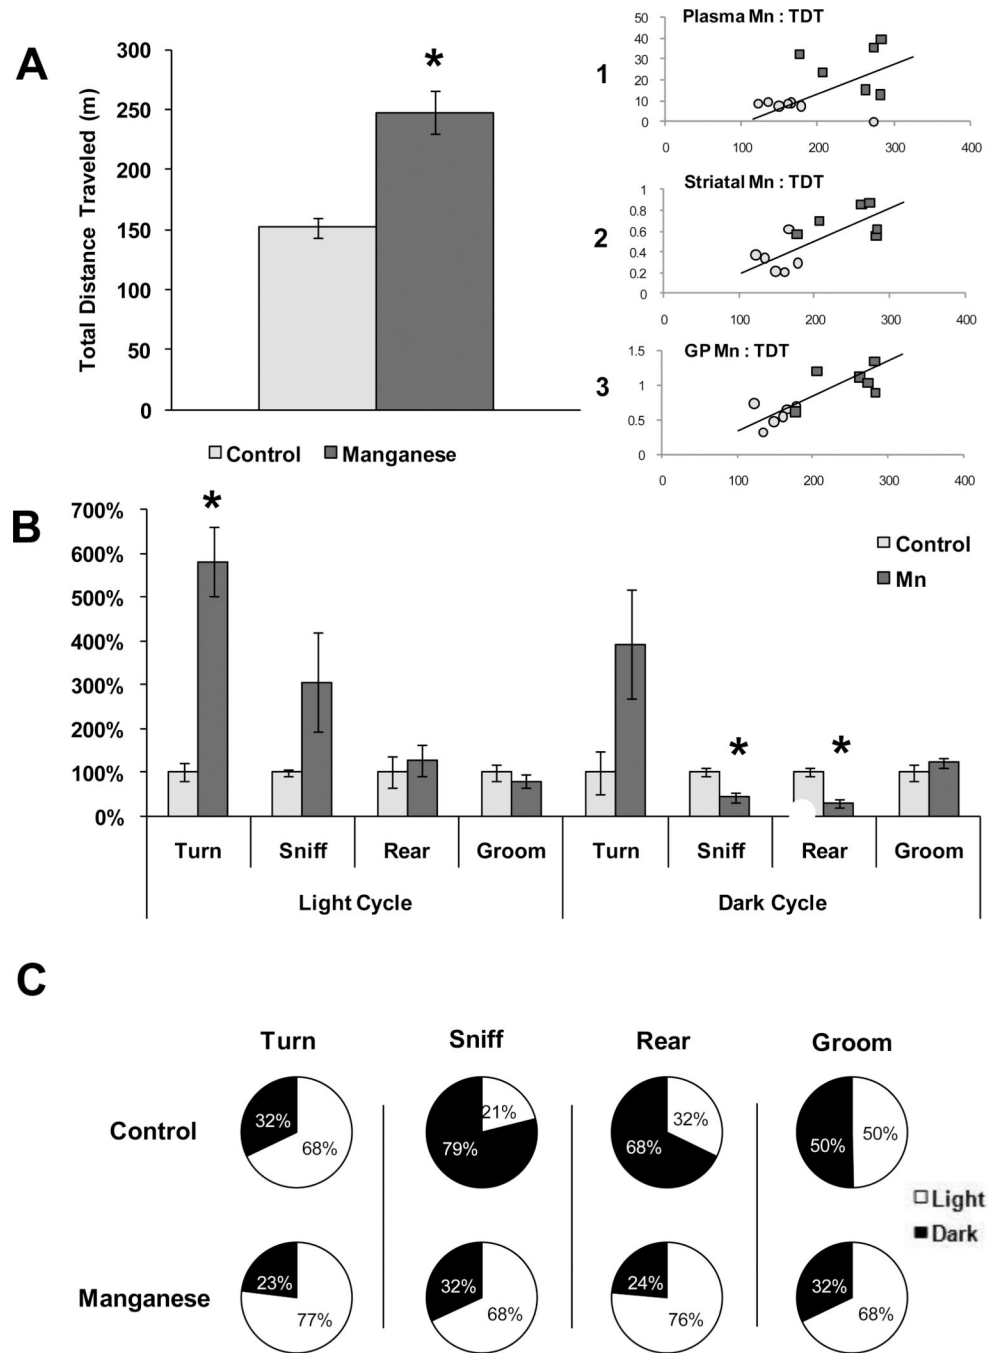 A
Total Distance Traveled (m)
300
250
200
150
100
50
0
*
Control Manganese
1
Plasma Mn : TDT
50
40
30
20
10
0
0 100 200 300 400
2
Striatal Mn : TDT
1
0.8
0.6
0.4
0.2
0
0 100 200 300 400
3
GP Mn : TDT
1.5
1
0.5
0
0 100 200 300 400
B
700%
600%
500%
400%
300%
200%
100%
0%
*
* *
Control
Mn
Turn Sniff Rear Groom Turn Sniff Rear Groom
Light Cycle Dark Cycle
C
Turn Sniff Rear Groom
Control
32% 68% 79% 21% 68% 32% 50% 50%
Light
Dark
Manganese
23% 77% 32% 68% 24% 76% 32% 68%